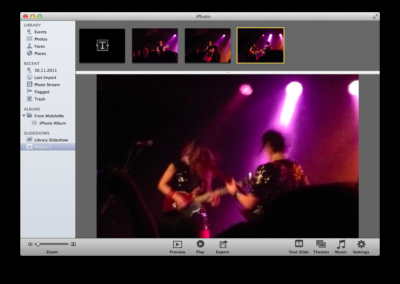 iPhoto
LIBRARY
Events
Photos
Faces
Places
RECENT
30.11.2011
Last Import
Photo Stream
Flagged
Trash
ALBUMS
From MobileMe
iPhone Album
SLIDESHOWS
Library Slideshow
T
Zoom
Preview
Play
Export
Text Slide
Themes
Music
Settings